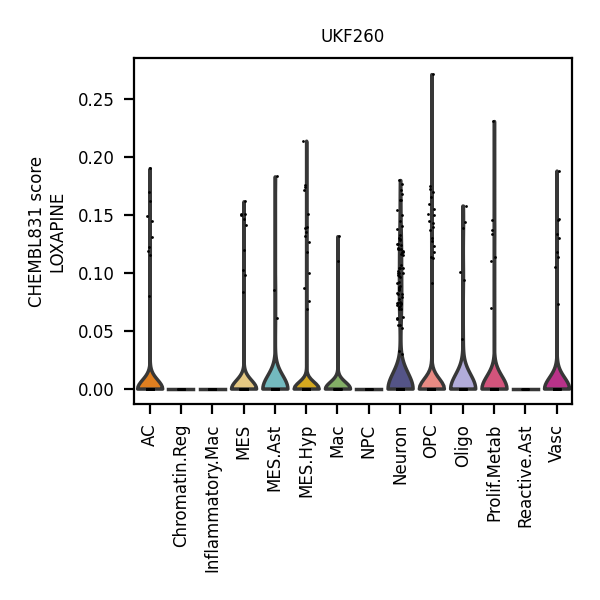 UKF260
CHEMBL831 score
LOXAPINE
0.25
0.20
0.15
0.10
0.05
0.00
AC
Chromatin.Reg
Inflammatory.Mac
MES
MES.Ast
MES.Hyp
Mac
NPC
Neuron
OPC
Oligo
Prolif.Metab
Reactive.Ast
Vasc